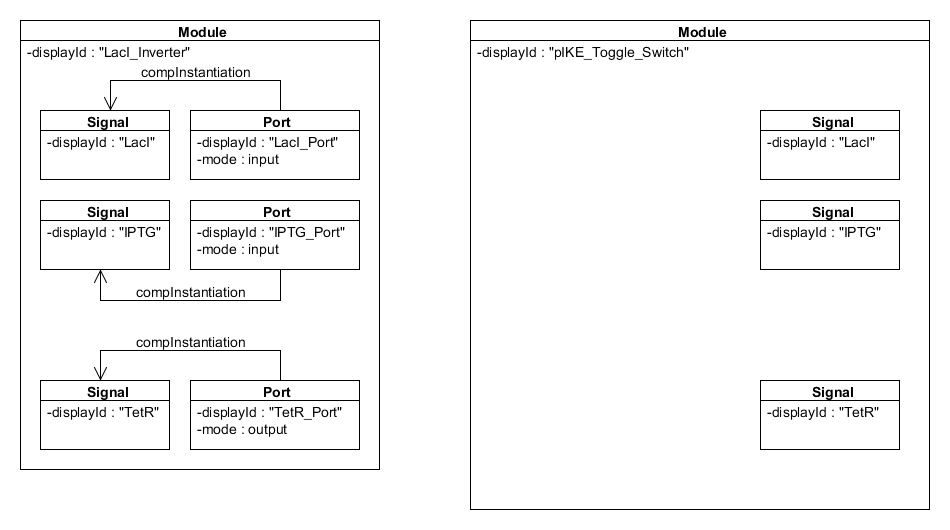 Module
-displayId : "LacI_Inverter"
compInstantiation
Signal
-displayId : "LacI"
Port
-displayId : "LacI_Port"
-mode : input
Signal
-displayId : "IPTG"
Port
-displayId : "IPTG_Port"
-mode : input
compInstantiation
compInstantiation
Signal
-displayId : "TetR"
Port
-displayId : "TetR_Port"
-mode : output
Module
-displayId : "pIKE_Toggle_Switch"
Signal
-displayId : "LacI"
Signal
-displayId : "IPTG"
Signal
-displayId : "TetR"